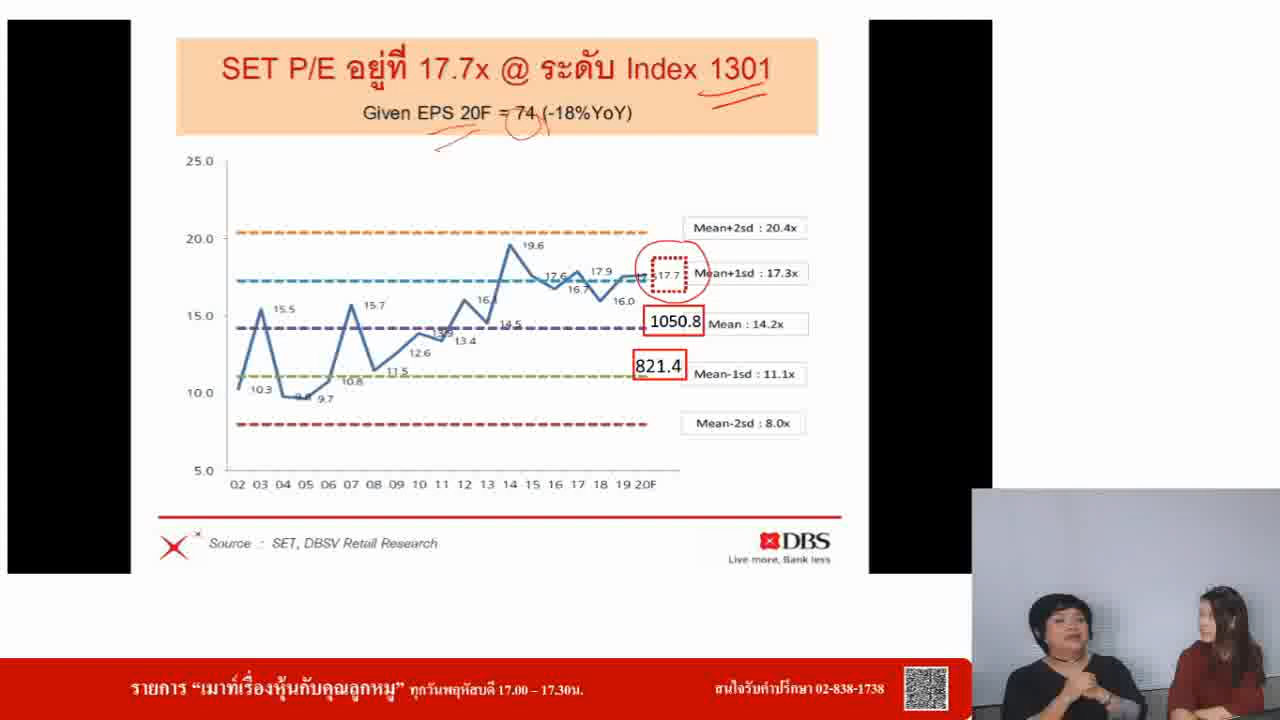 SET P/E อยู่ที่ 17.7x @ ระดับ Index 1301
Given EPS 20F = 74 (-18%YoY)
25.0
20.0
15.0
10.0
5.0
Mean+2sd : 20.4x
Mean+1sd : 17.3x
Mean : 14.2x
Mean-1sd : 11.1x
Mean-2sd : 8.0x
1050.8
821.4
10.3
15.5
9.7
10.8
15.7
11.5
12.6
13.4
14.5
19.6
17.6
16.7
17.9
16.0
17.7
02 03 04 05 06 07 08 09 10 11 12 13 14 15 16 17 18 19 20F
Source : SET, DBSV Retail Research
DBS
Live more, Bank less
รายการ “เมาท์เรื่องหุ้นกับคุณลูกหมู” ทุกวันพฤหัสบดี 17.00 – 17.30น.
สนใจรับคำปรึกษา 02-838-1738